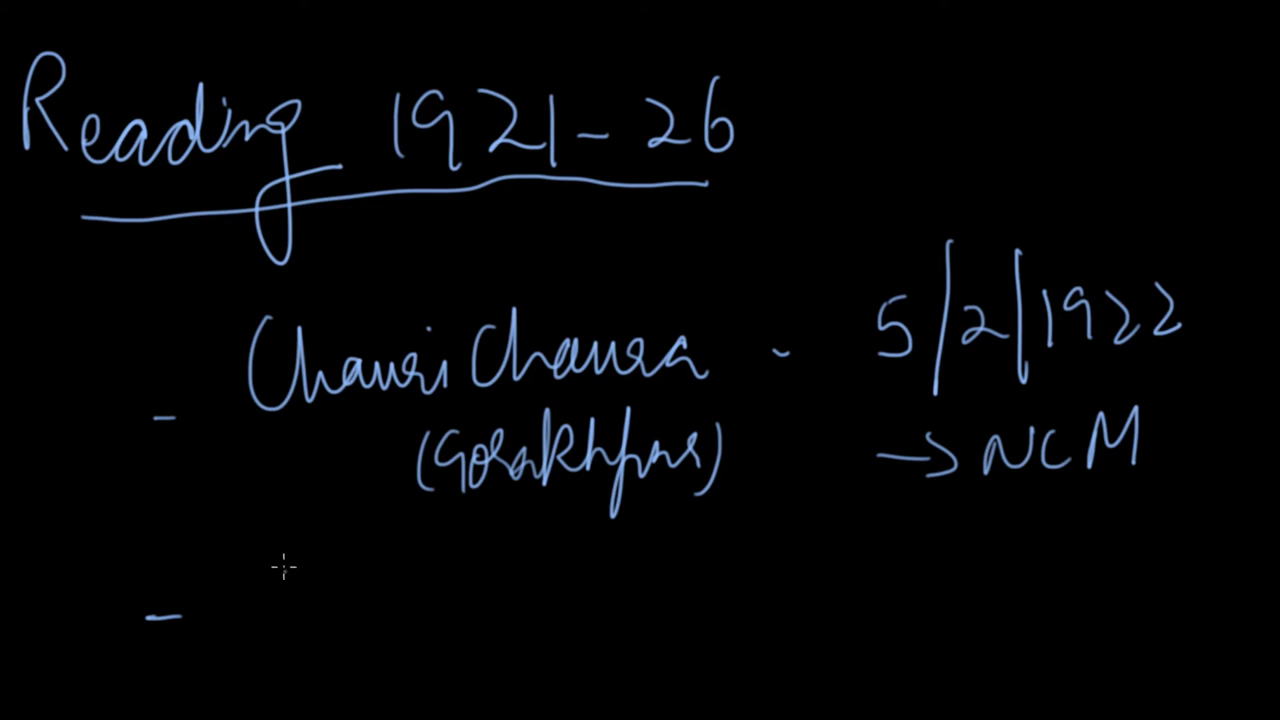 Reading 1921-26
- Chauri Chaura - 5/2/1922
(Gorakhpur) → NCM
-